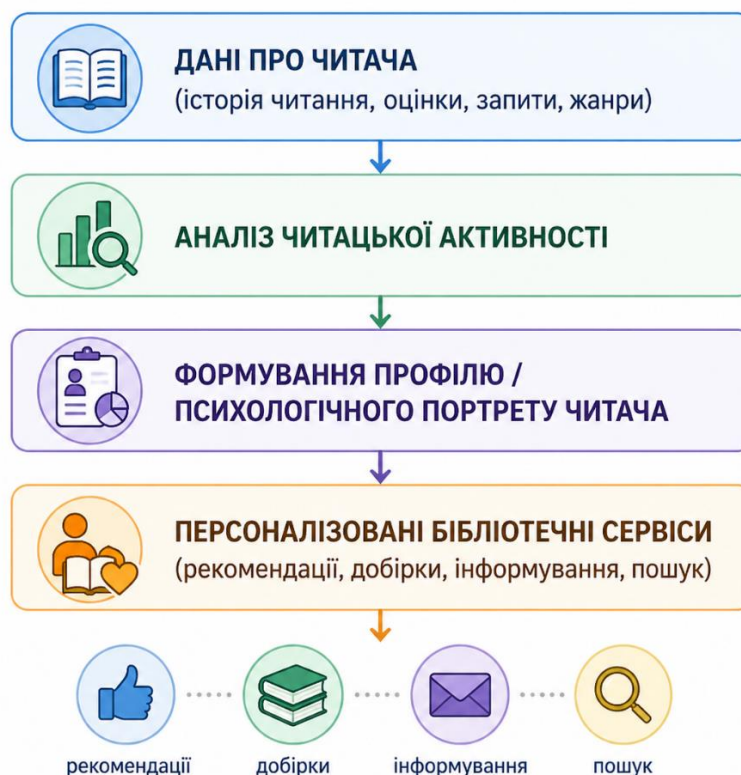 ДАНІ ПРО ЧИТАЧА
(історія читання, оцінки, запити, жанри)
АНАЛІЗ ЧИТАЦЬКОЇ АКТИВНОСТІ
ФОРМУВАННЯ ПРОФІЛЮ /
ПСИХОЛОГІЧНОГО ПОРТРЕТУ ЧИТАЧА
ПЕРСОНАЛІЗОВАНІ БІБЛІОТЕЧНІ СЕРВІСИ
(рекомендації, добірки, інформування, пошук)
рекомендації добірки інформування пошук